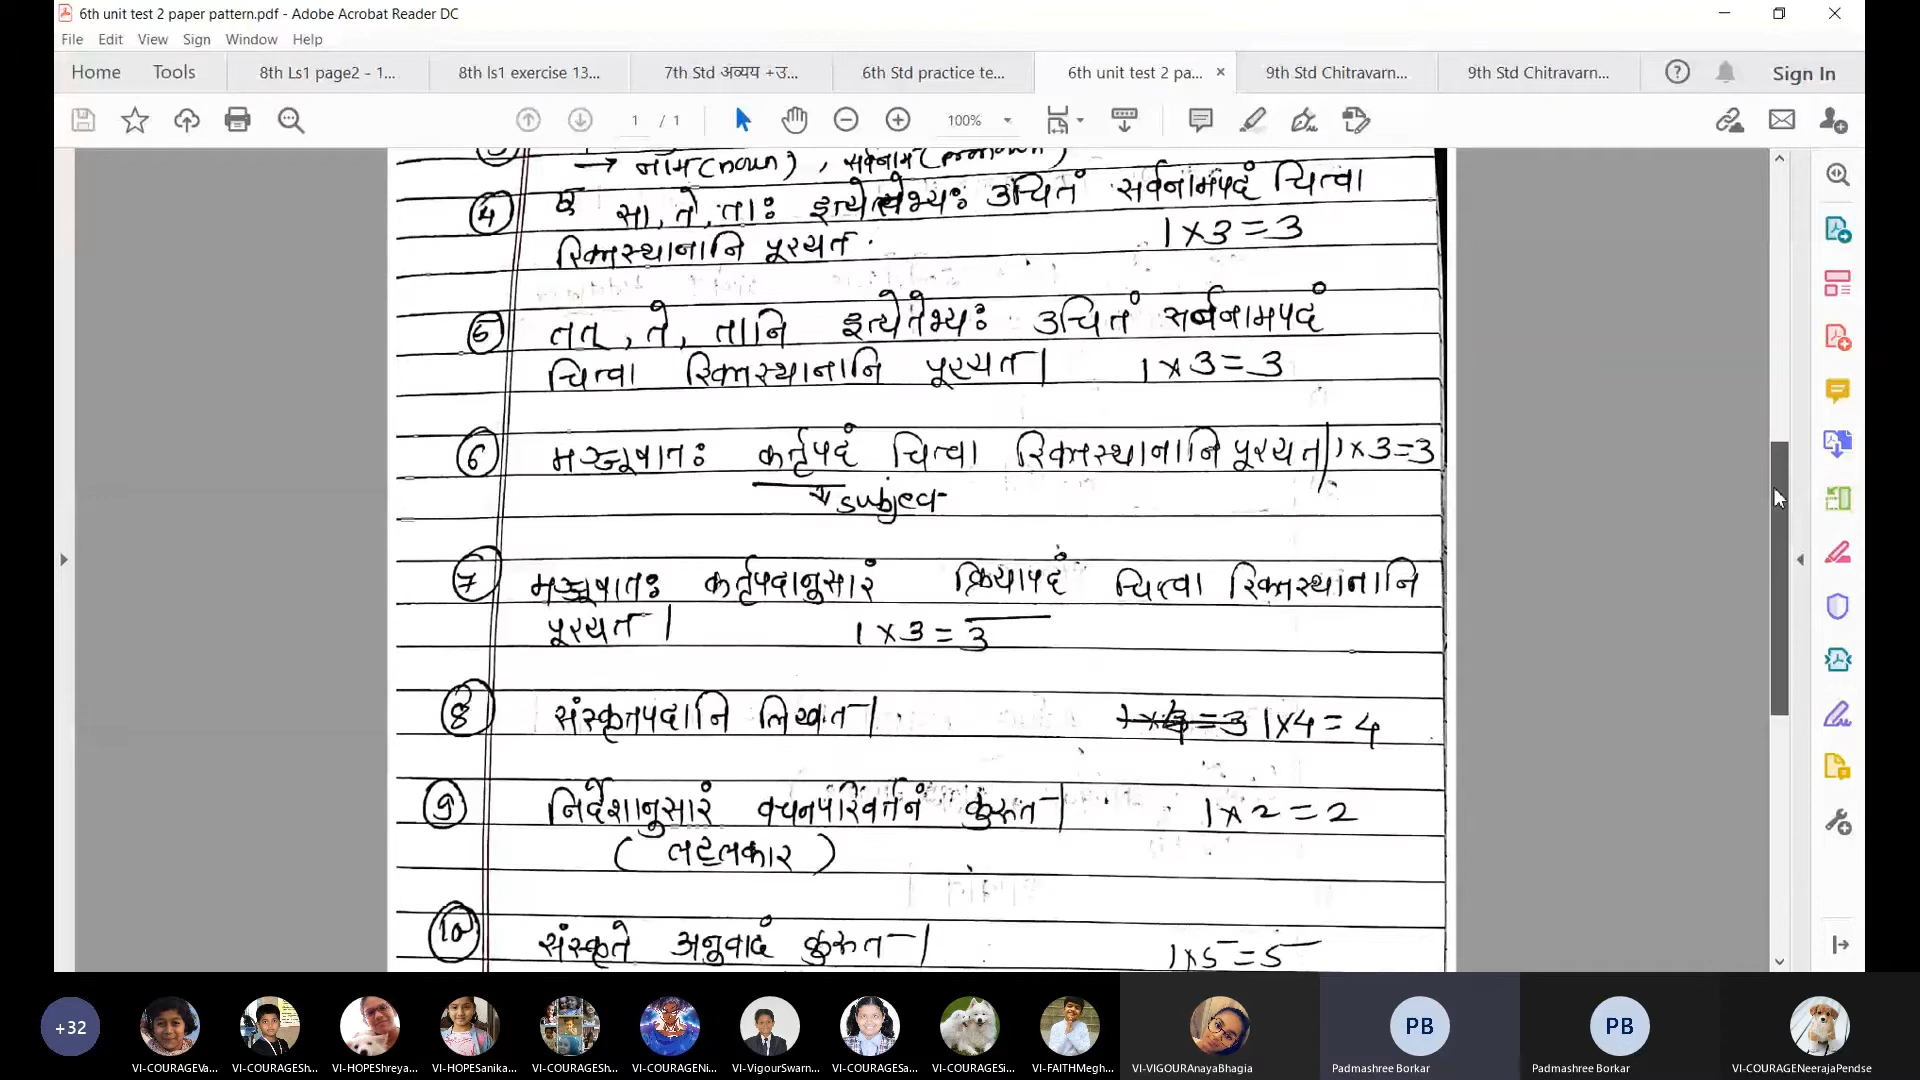 6th unit test 2 paper pattern.pdf - Adobe Acrobat Reader DC
File Edit View Sign Window Help
Home Tools 8th Ls1 page2 - 1... 8th ls1 exercise 13... 7th Std अव्यय +उ... 6th Std practice te... 6th unit test 2 pa... × 9th Std Chitravarn... 9th Std Chitravarn... Sign In
1 / 1 100%
→ नाम (noun), सर्वनाम (pronoun)
④ सा, ते, ताः इत्येतेभ्यः उचितं सर्वनामपदं चित्वा
रिक्तस्थानानि पूरयत. 1×3=3
⑤ तत्, ते, तानि इत्येतेभ्यः उचितं सर्वनामपदं
चित्वा रिक्तस्थानानि पूरयत। 1×3=3
⑥ मञ्जूषातः कर्तृपदं चित्वा रिक्तस्थानानि पूरयत। 1×3=3
subject
⑦ मञ्जूषातः कर्तृपदानुसारं क्रियापदं चित्वा रिक्तस्थानानि
पूरयत। 1×3=3
⑧ संस्कृतपदानि लिखत। 1×4=4
⑨ निर्देशानुसारं वचनपरिवर्तनं कुरुत। 1×2=2
(लट्लकार)
⑩ संस्कृते अनुवादं कुरुत। 1×5=5
+32
VI-COURAGEVa... VI-COURAGESh... VI-HOPEShreya... VI-HOPESanika... VI-COURAGESh... VI-COURAGENi... VI-VigourSwarn... VI-COURAGESa... VI-COURAGESi... VI-FAITHMegh... VI-VIGOURAnayaBhagia PB Padmashree Borkar PB Padmashree Borkar VI-COURAGENeerajaPendse